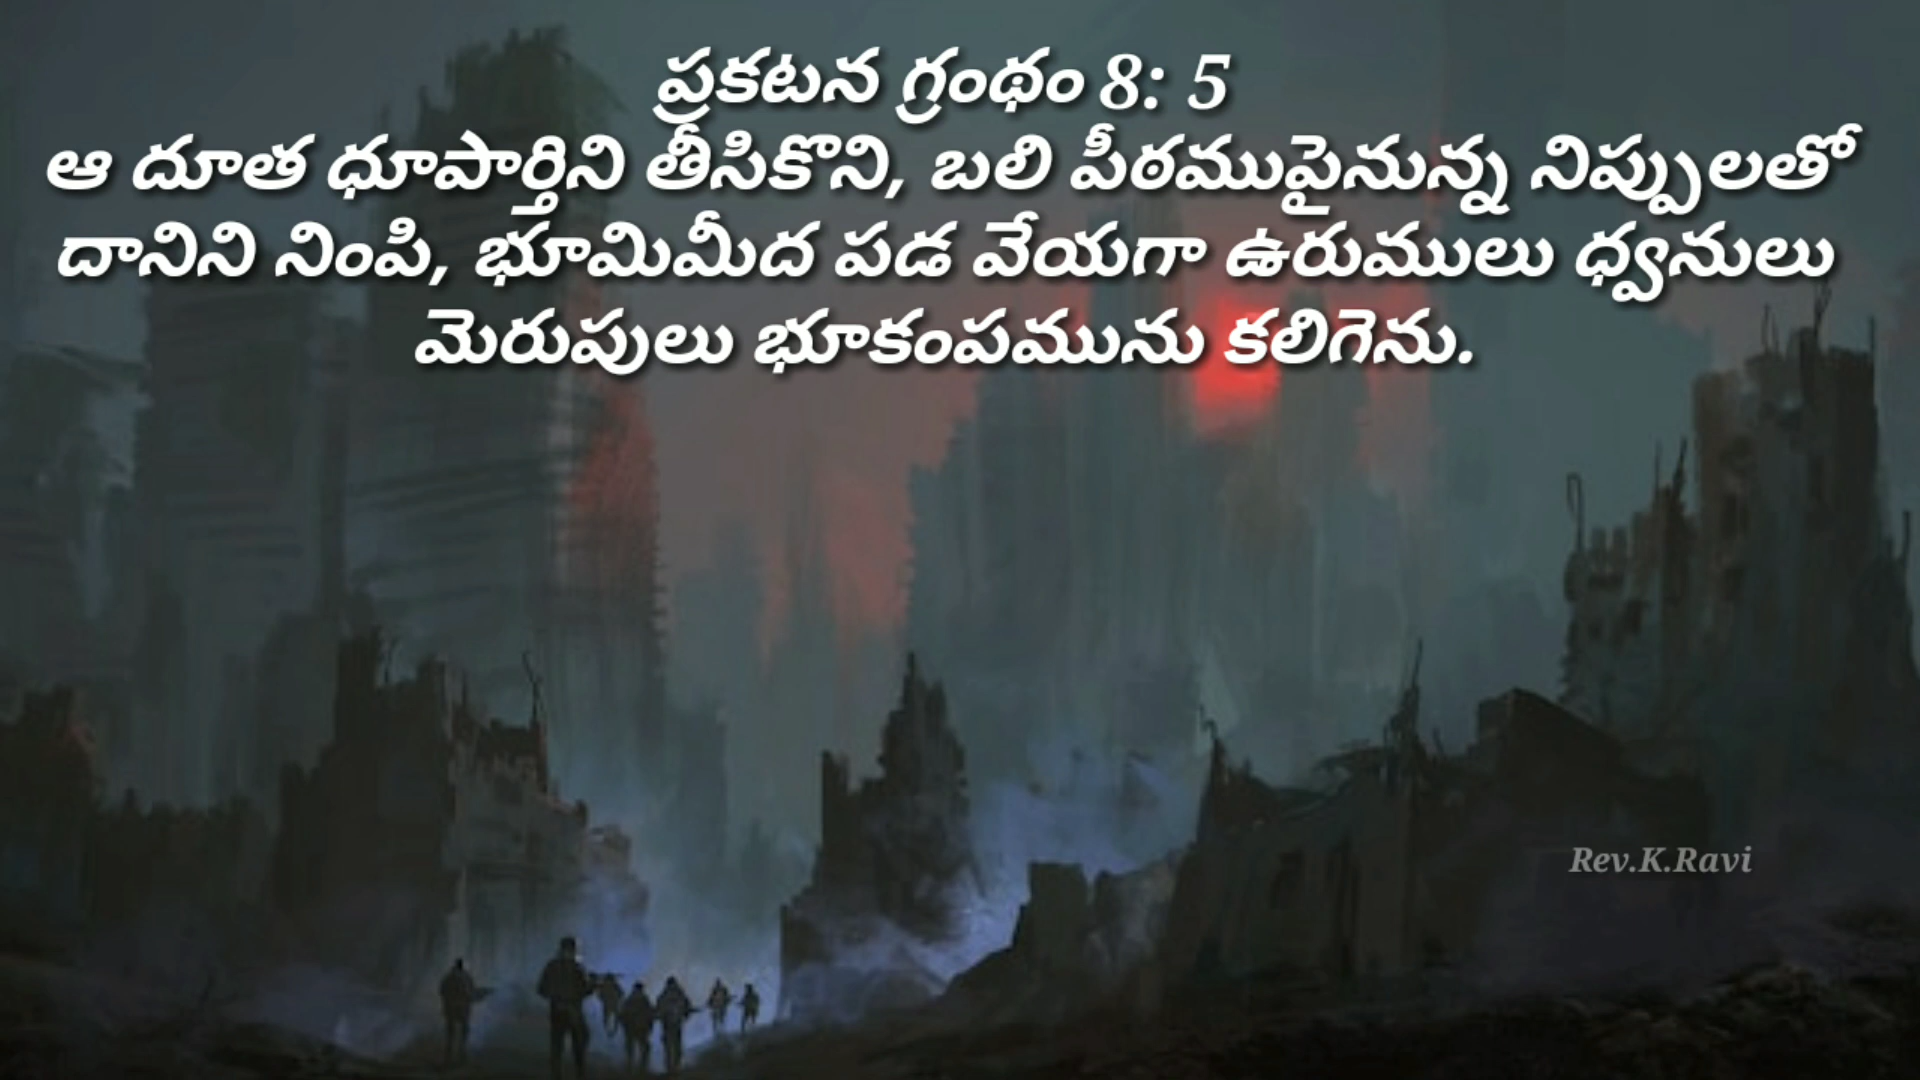 ప్రకటన గ్రంథం 8: 5
ఆ దూత ధూపార్తిని తీసికొని, బలి పీఠముపైనున్న నిప్పులతో
దానిని నింపి, భూమిమీద పడ వేయగా ఉరుములు ధ్వనులు
మెరుపులు భూకంపమును కలిగెను.
Rev.K.Ravi